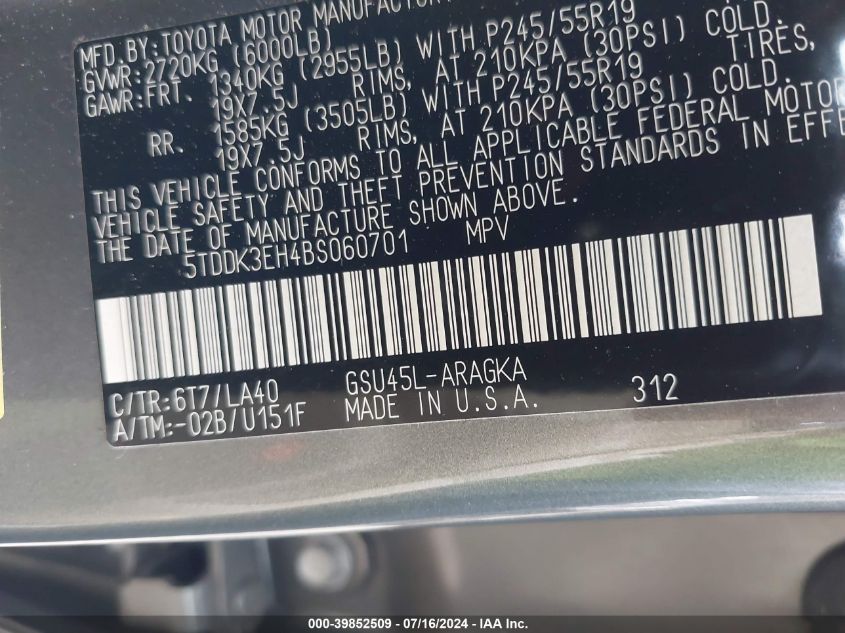 MFD. BY: TOYOTA MOTOR MANUFACTUR
GVWR: 2720KG (6000LB)
GAWR: FRT. 1340KG (2955LB) WITH P245/55R19
19X7.5J RIMS, AT 210KPA (30PSI) COLD.
RR. 1585KG (3505LB) WITH P245/55R19 TIRES,
19X7.5J RIMS, AT 210KPA (30PSI) COLD.
THIS VEHICLE CONFORMS TO ALL APPLICABLE FEDERAL MOTOR
VEHICLE SAFETY AND THEFT PREVENTION STANDARDS IN EFFE
THE DATE OF MANUFACTURE SHOWN ABOVE.
5TDDK3EH4BS060701 MPV
C/TR: 6T7/LA40 GSU45L-ARAGKA
A/TM:-02B/U151F MADE IN U.S.A. 312
000-39852509 - 07/16/2024 - IAA Inc.